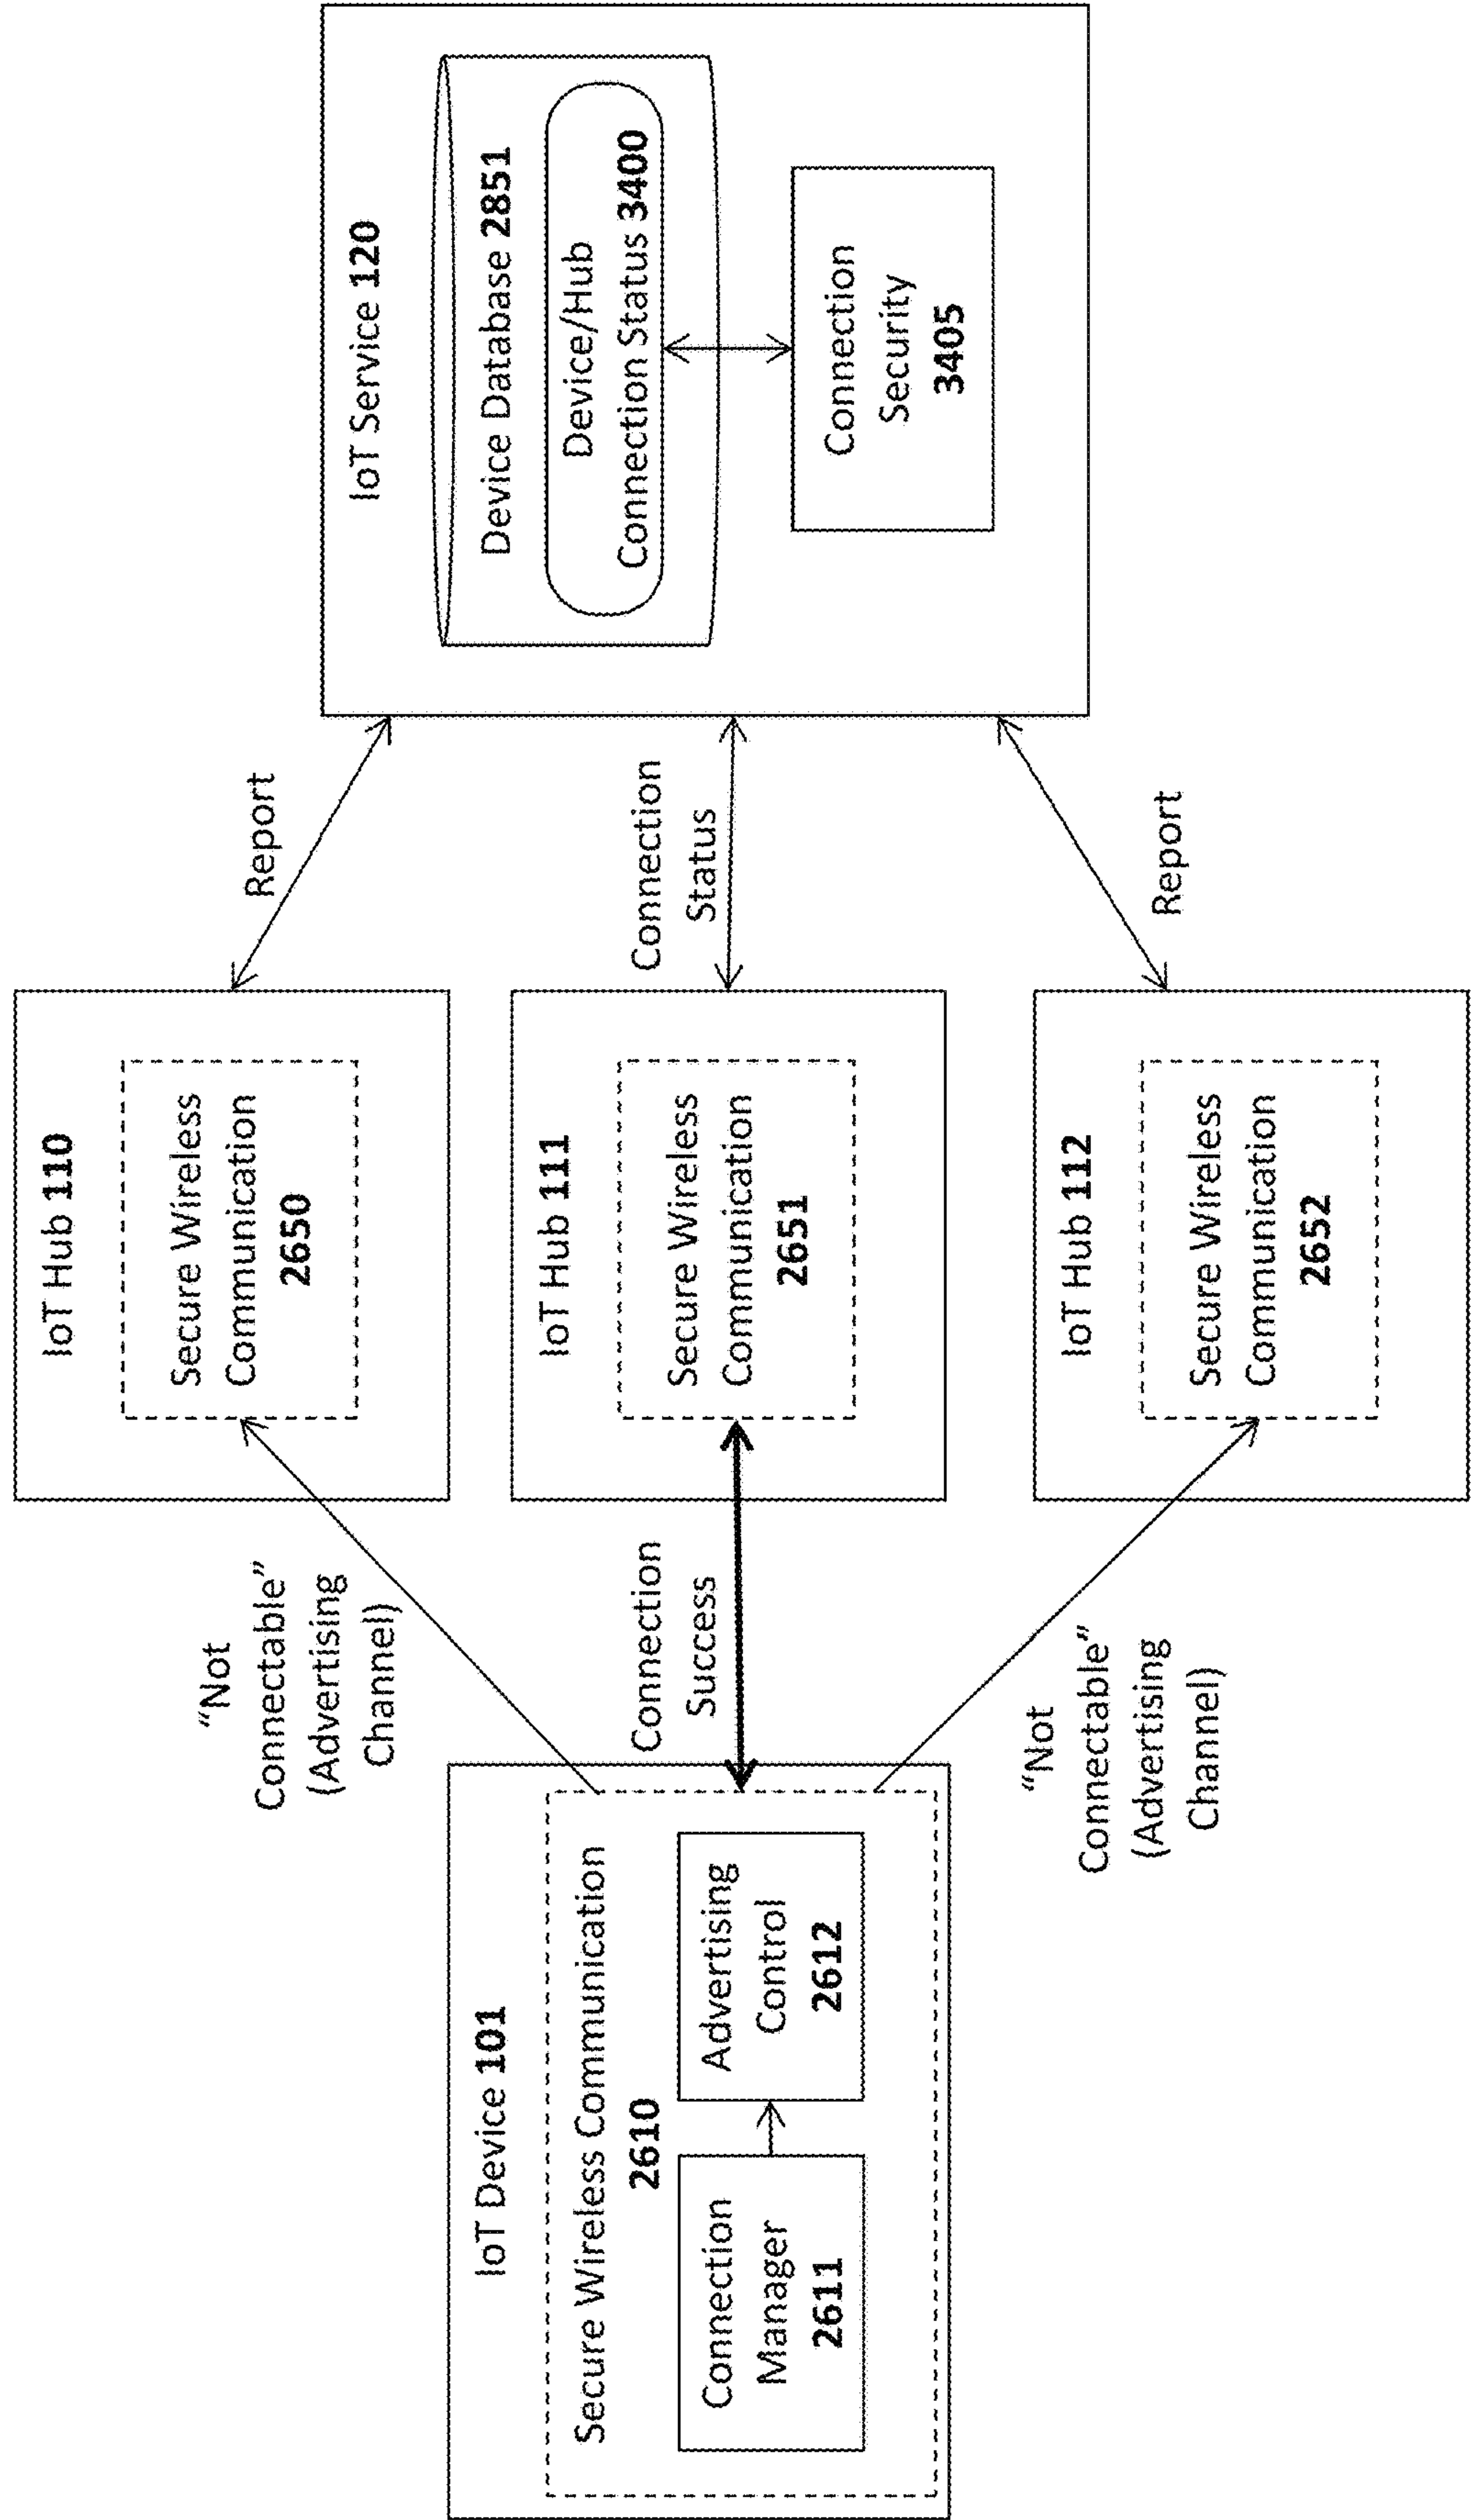 IoT Device 101
Secure Wireless Communication
2610
Connection
Manager
2611
Advertising
Control
2612
“Not
Connectable”
(Advertising
Channel)
Connection
Success
“Not
Connectable”
(Advertising
Channel)
IoT Hub 110
Secure Wireless
Communication
2650
IoT Hub 111
Secure Wireless
Communication
2651
IoT Hub 112
Secure Wireless
Communication
2652
Report
Connection
Status
Report
IoT Service 120
Device Database 2851
Device/Hub
Connection Status 3400
Connection
Security
3405